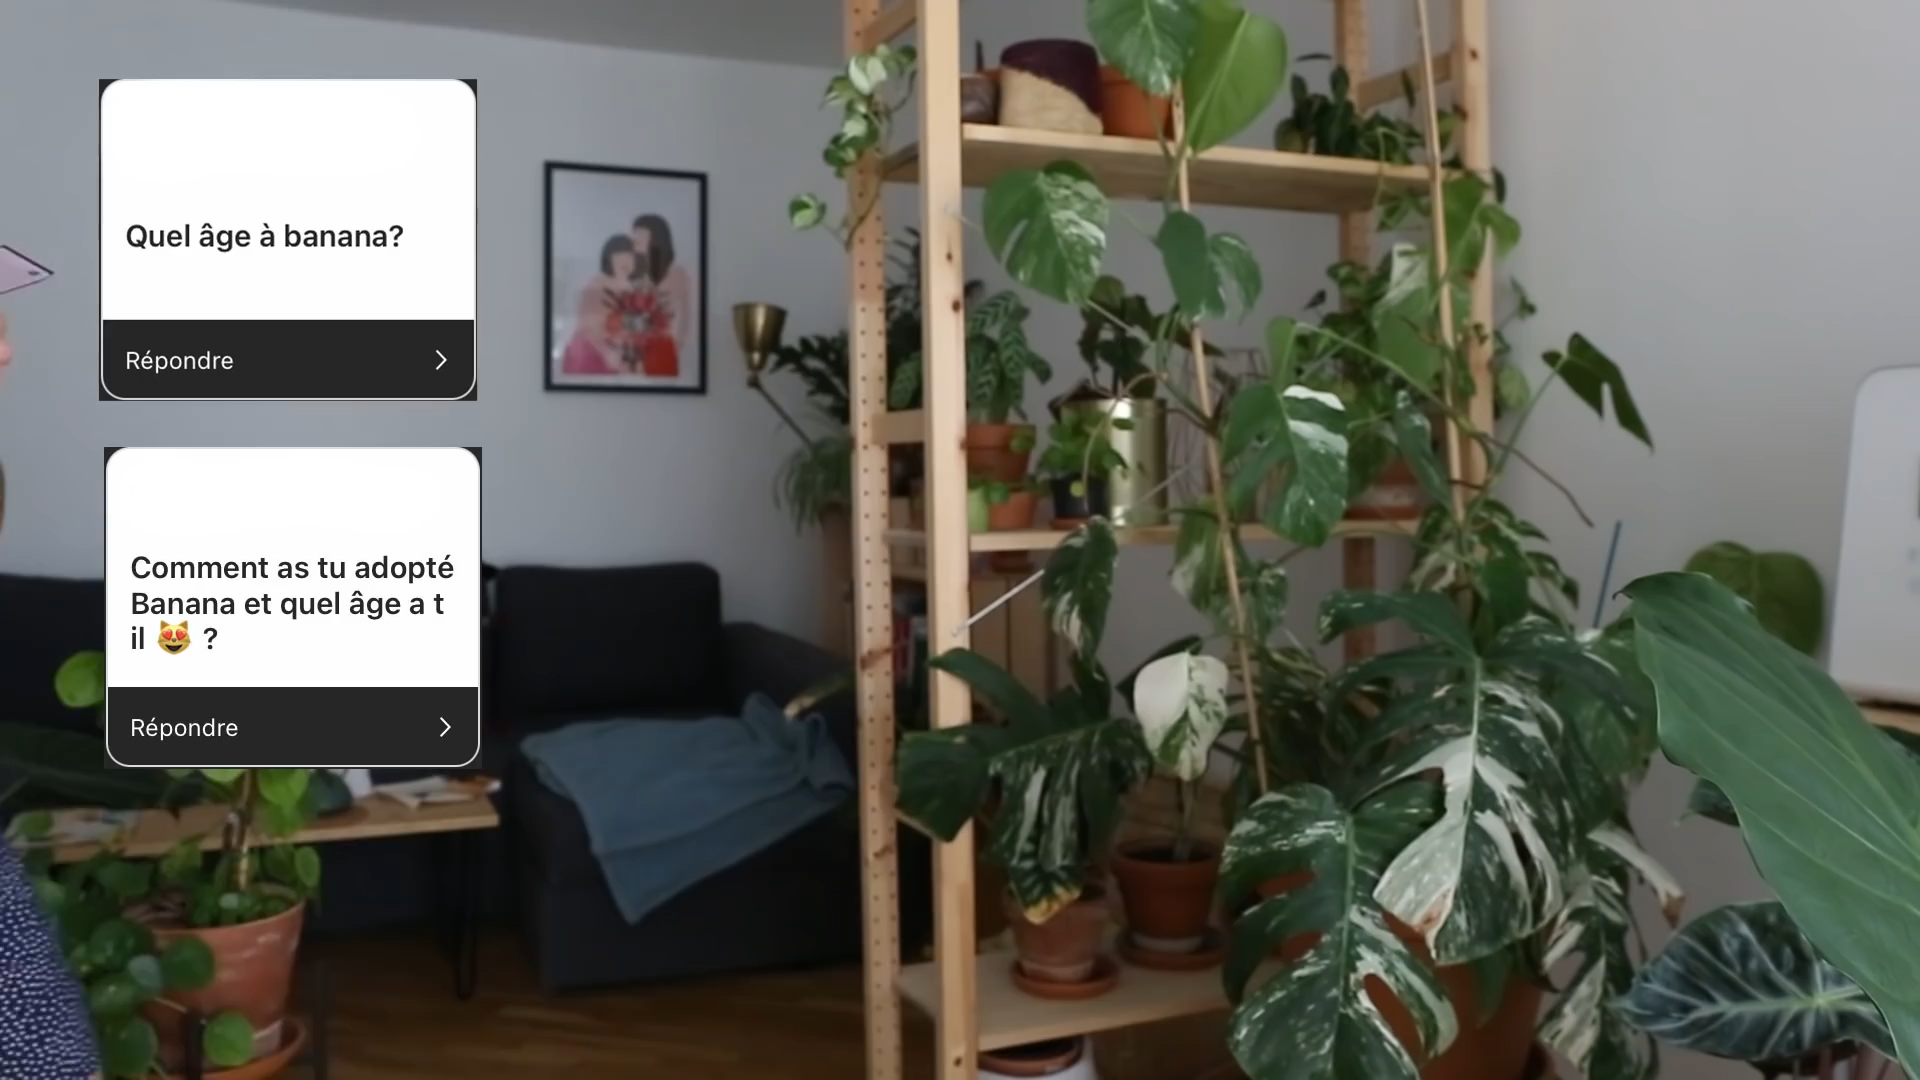 Quel âge à banana?
Répondre
Comment as tu adopté
Banana et quel âge a t
il 😻 ?
Répondre